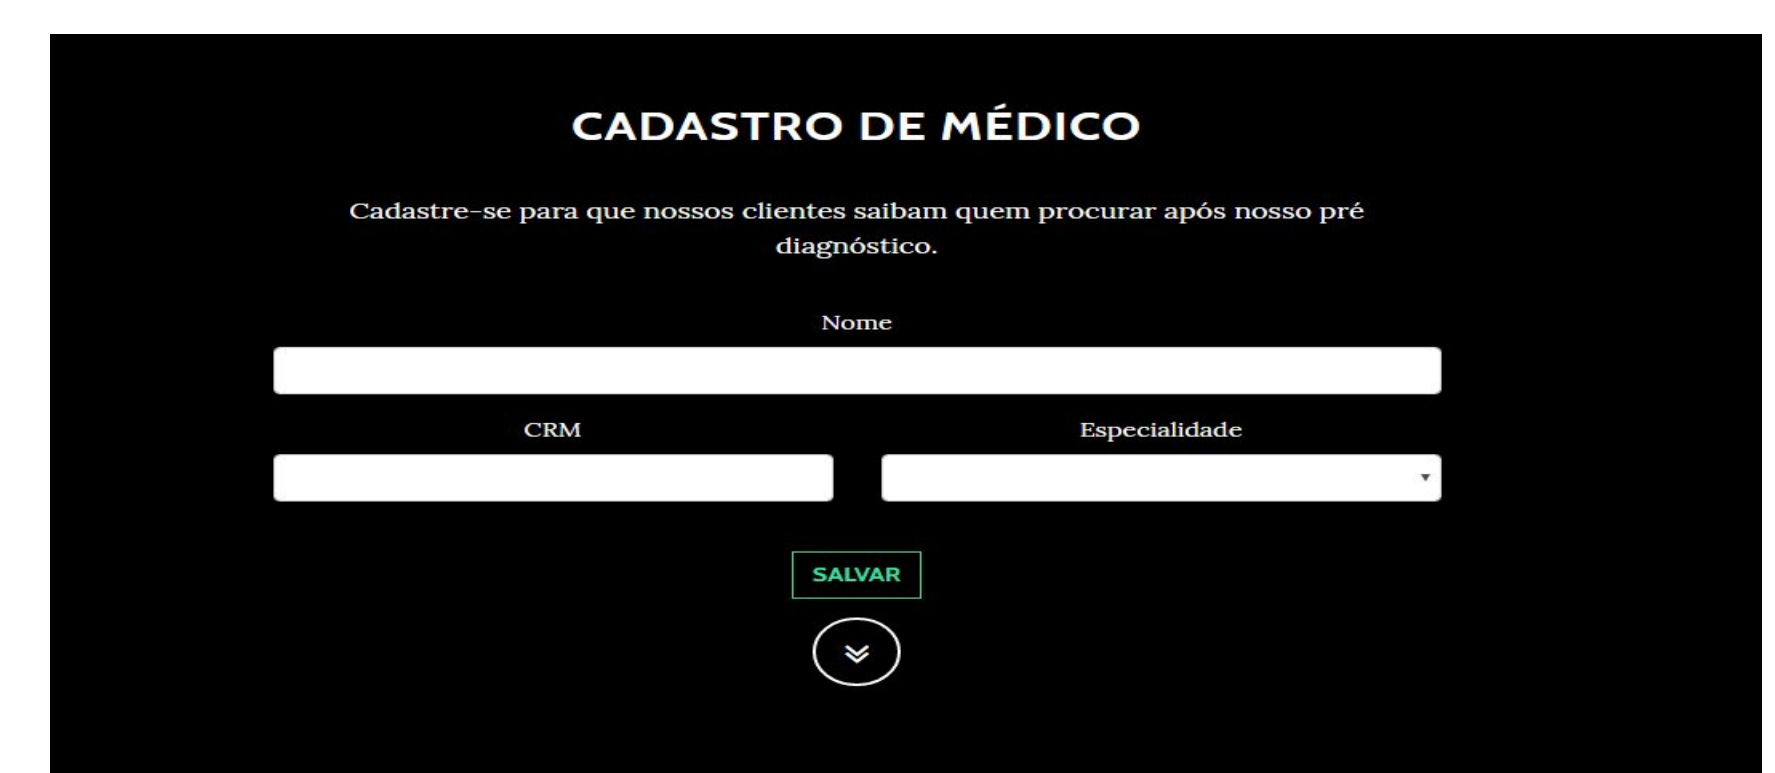 CADASTRO DE MÉDICO
Cadastre-se para que nossos clientes saibam quem procurar após nosso pré
diagnóstico.
Nome
CRM Especialidade
SALVAR